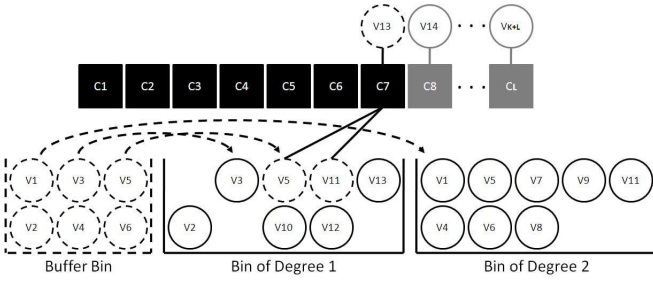 V13 V14 · · · VK+L
C1 C2 C3 C4 C5 C6 C7 C8 · · · CL
V1 V3 V5 V3 V5 V11 V13 V1 V5 V7 V9 V11
V2 V4 V6 V2 V10 V12 V4 V6 V8
Buffer Bin Bin of Degree 1 Bin of Degree 2